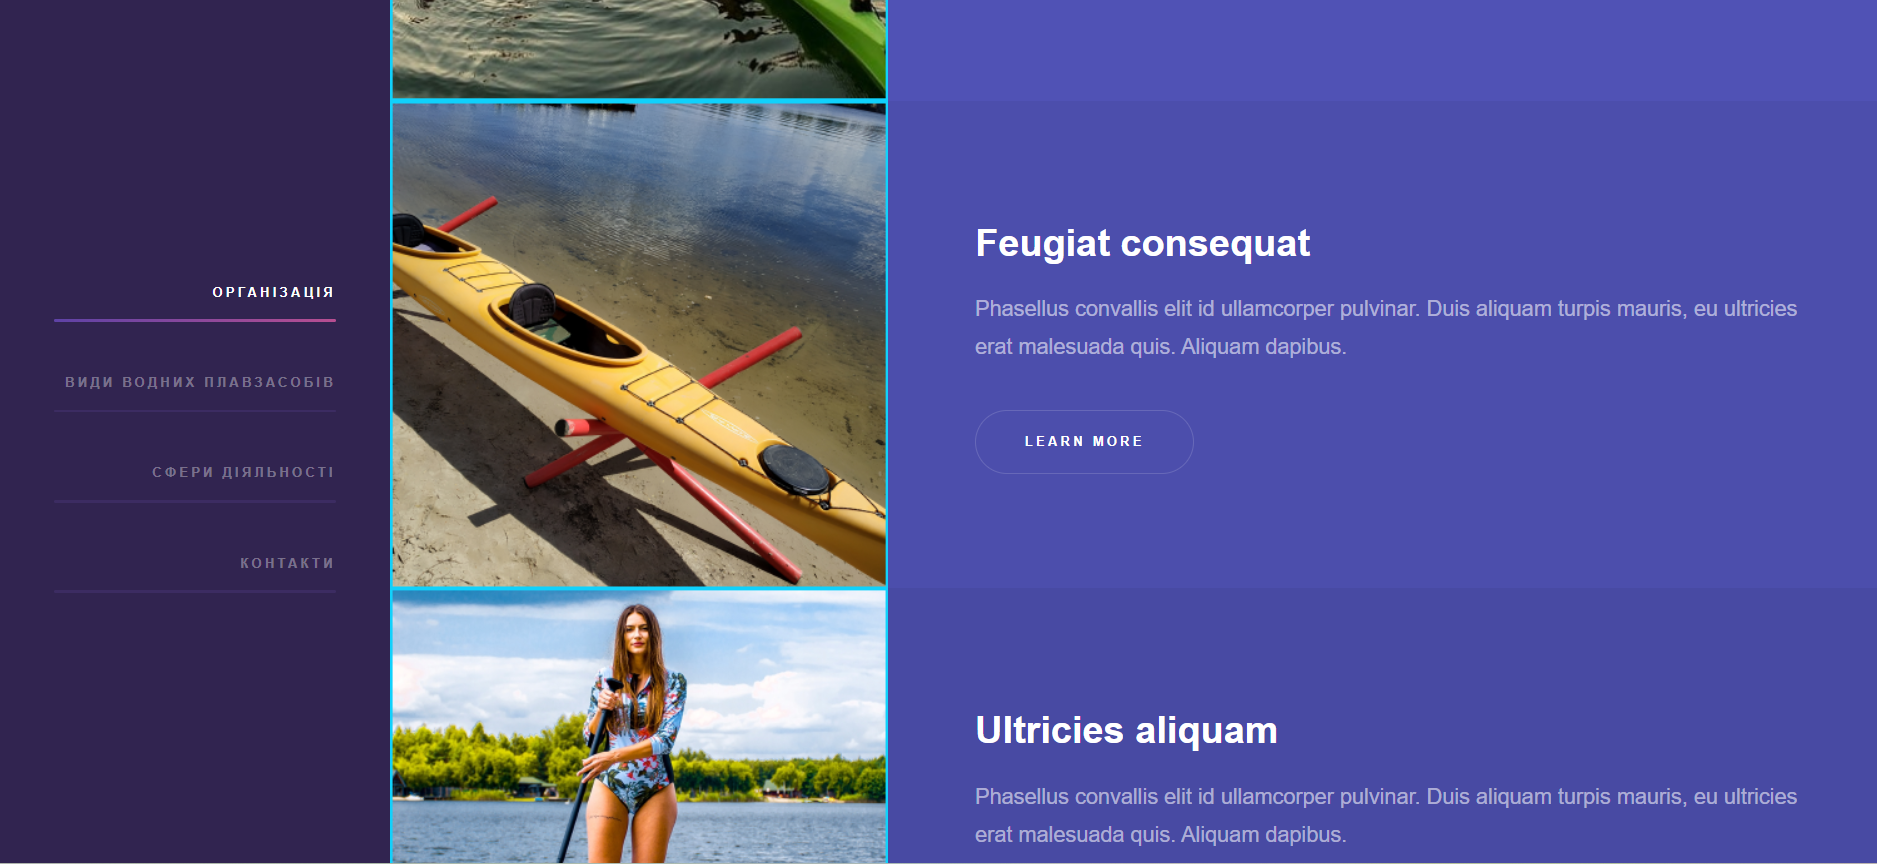 ОРГАНІЗАЦІЯ
ВИДИ ВОДНИХ ПЛАВЗАСОБІВ
СФЕРИ ДІЯЛЬНОСТІ
КОНТАКТИ
Feugiat consequat
Phasellus convallis elit id ullamcorper pulvinar. Duis aliquam turpis mauris, eu ultricies
erat malesuada quis. Aliquam dapibus.
LEARN MORE
Ultricies aliquam
Phasellus convallis elit id ullamcorper pulvinar. Duis aliquam turpis mauris, eu ultricies
erat malesuada quis. Aliquam dapibus.